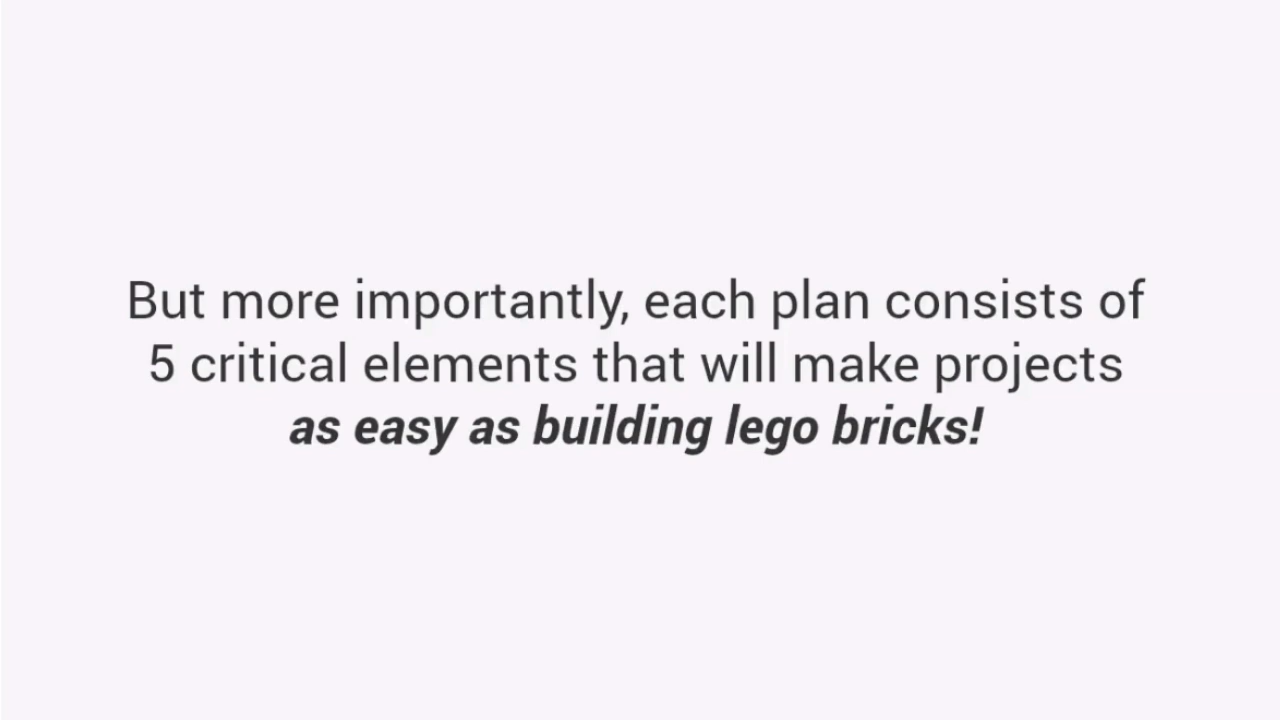 But more importantly, each plan consists of
5 critical elements that will make projects
as easy as building lego bricks!